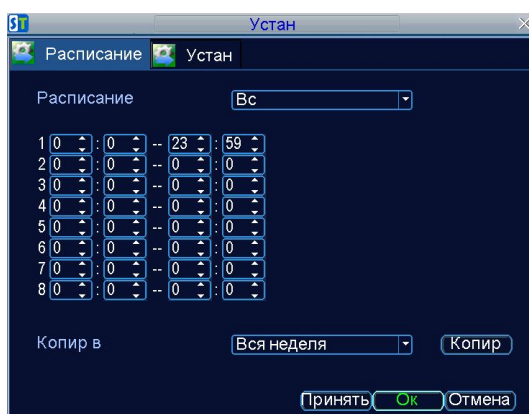 ST Устан
Расписание Устан
Расписание Вс
1 0 : 0 -- 23 : 59
2 0 : 0 -- 0 : 0
3 0 : 0 -- 0 : 0
4 0 : 0 -- 0 : 0
5 0 : 0 -- 0 : 0
6 0 : 0 -- 0 : 0
7 0 : 0 -- 0 : 0
8 0 : 0 -- 0 : 0
Копир в Вся неделя Копир
Принять Ок Отмена